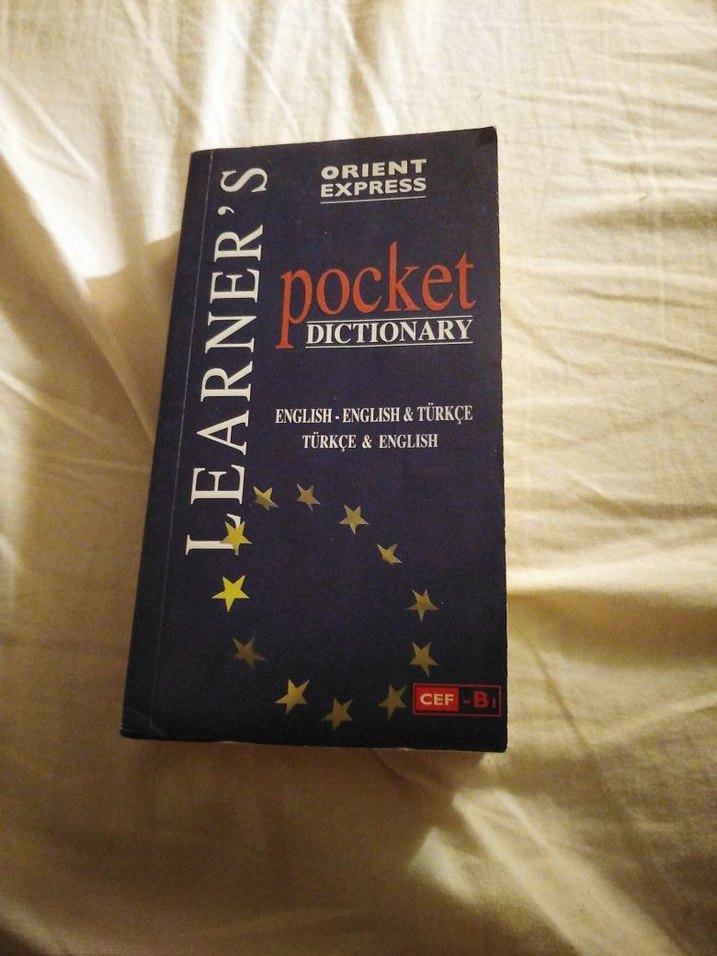 LEARNER'S
ORIENT
EXPRESS
pocket
DICTIONARY
ENGLISH - ENGLISH & TÜRKÇE
TÜRKÇE & ENGLISH
CEF -B1